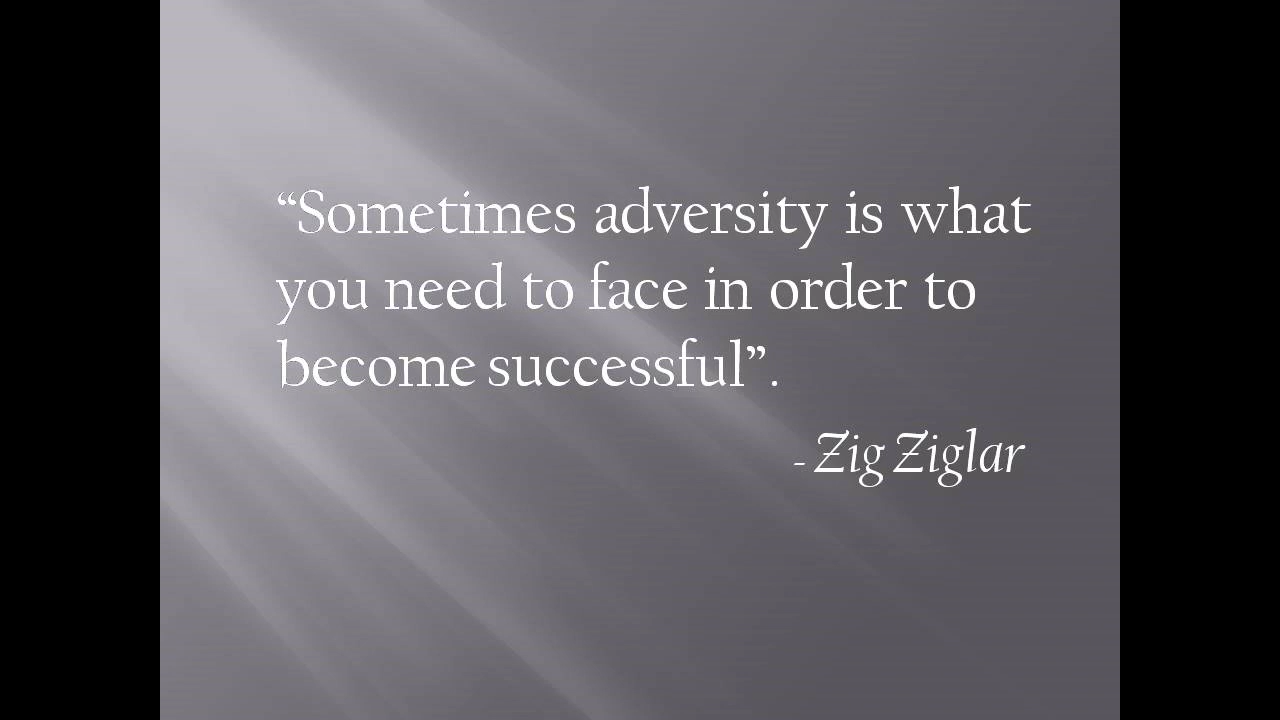 “Sometimes adversity is what
you need to face in order to
become successful”.
- Zig Ziglar